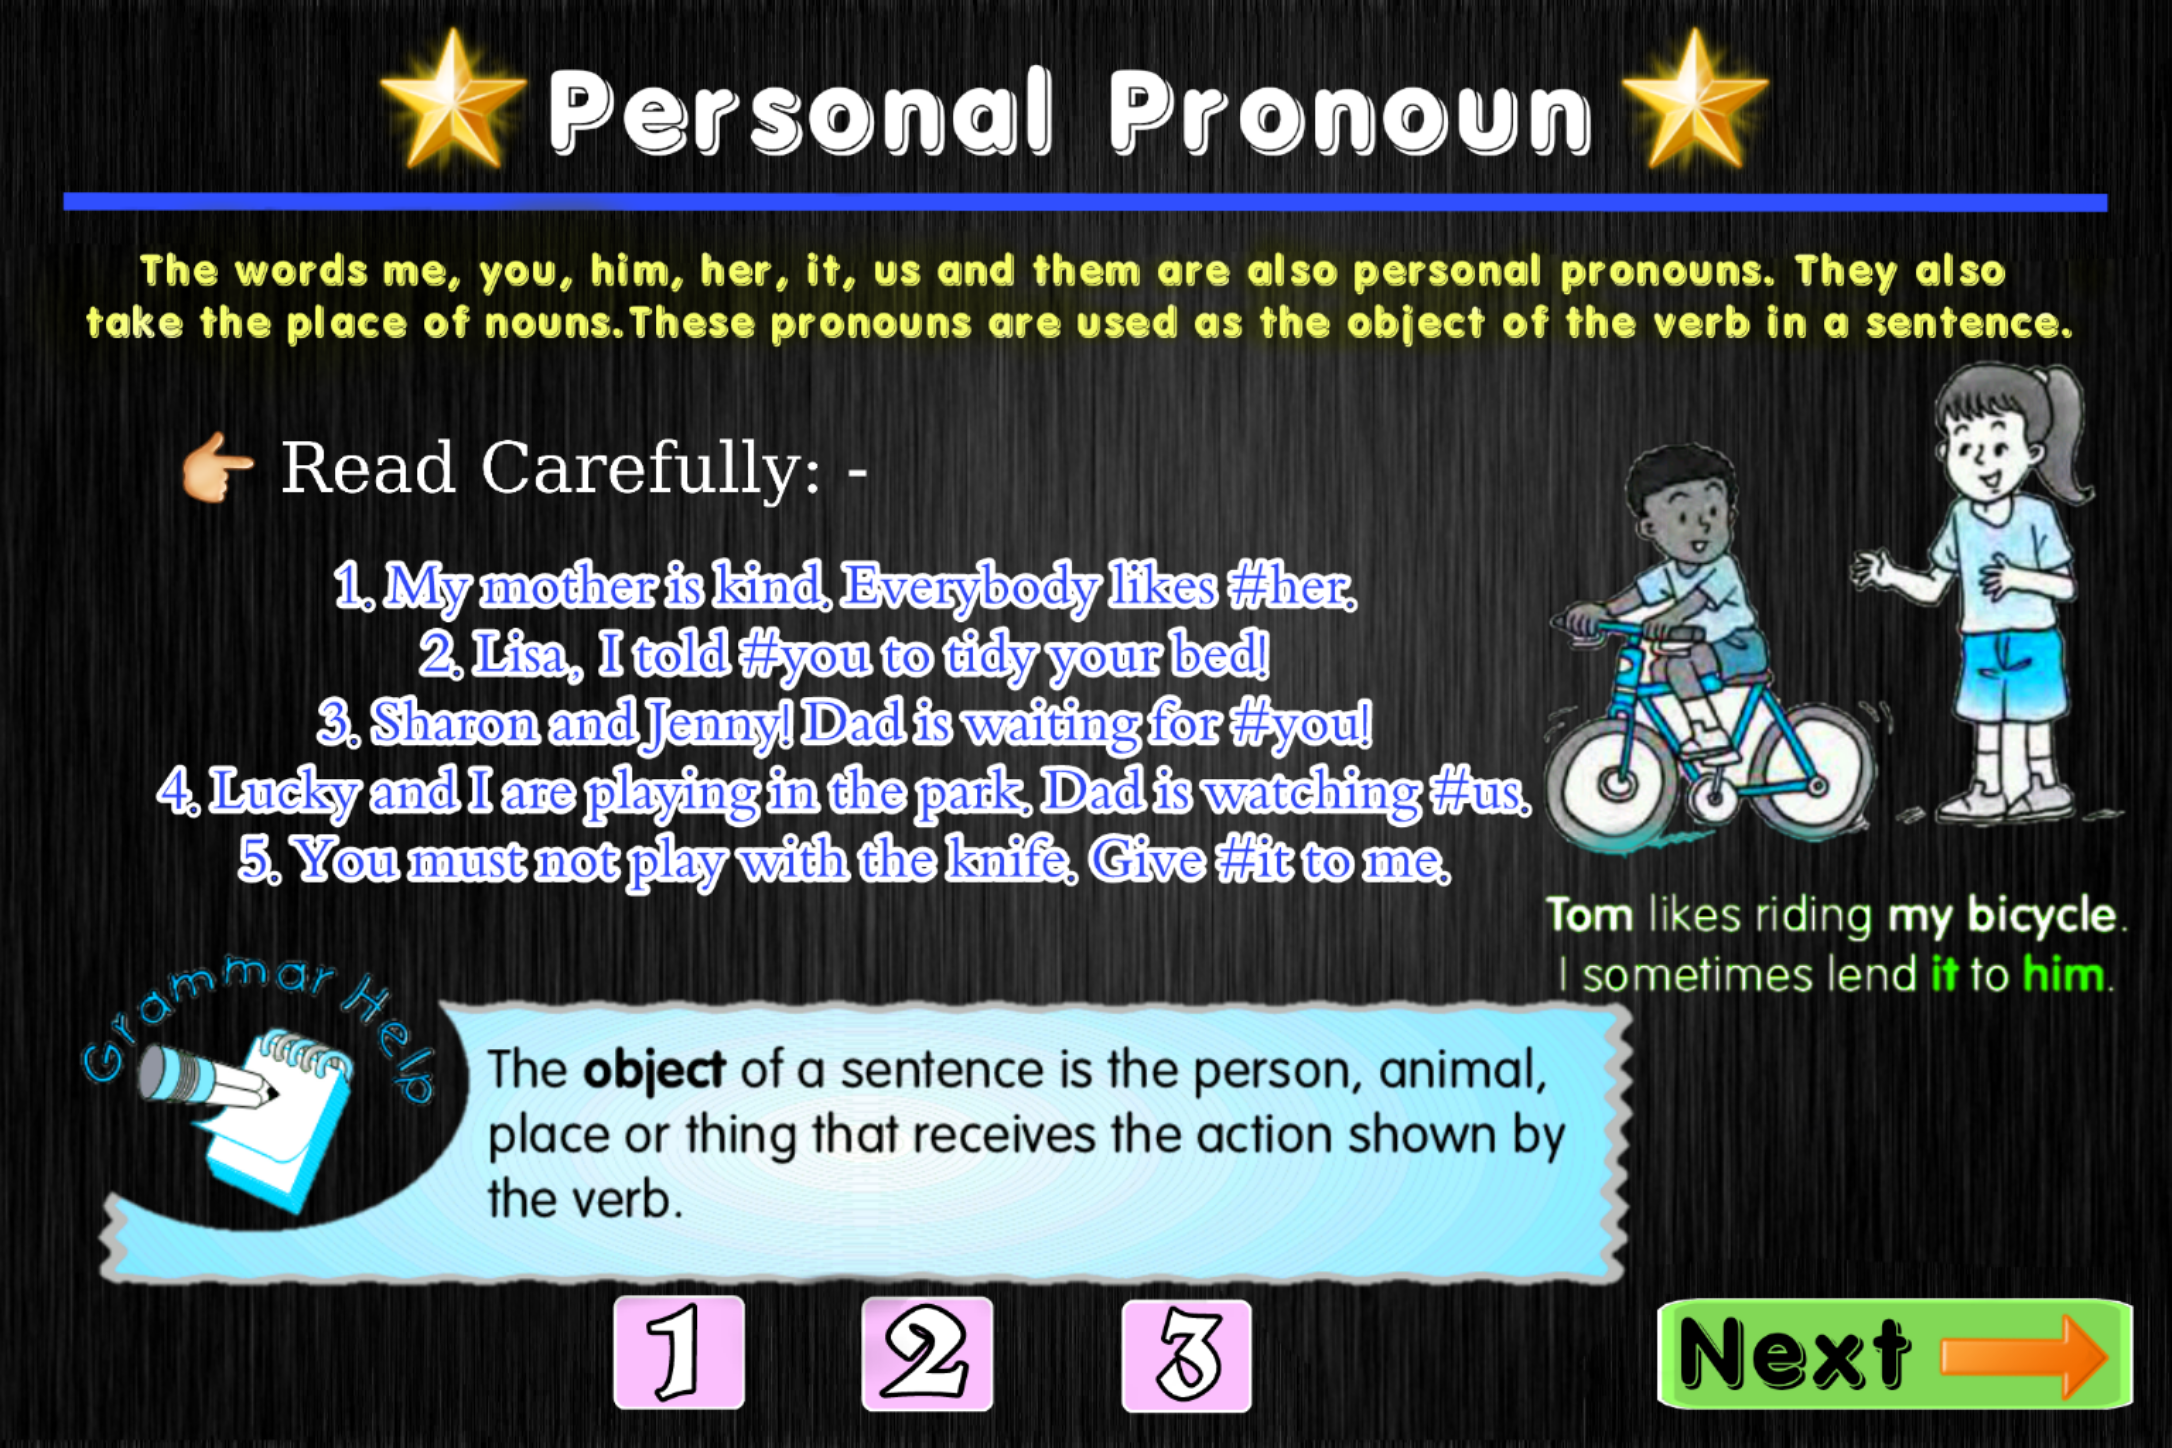 Personal Pronoun
The words me, you, him, her, it, us and them are also personal pronouns. They also
take the place of nouns.These pronouns are used as the object of the verb in a sentence.
👉 Read Carefully: -
1. My mother is kind. Everybody likes #her.
2. Lisa, I told #you to tidy your bed!
3. Sharon and Jenny! Dad is waiting for #you!
4. Lucky and I are playing in the park. Dad is watching #us.
5. You must not play with the knife. Give #it to me.
Tom likes riding my bicycle.
I sometimes lend it to him.
Grammar Help
The object of a sentence is the person, animal,
place or thing that receives the action shown by
the verb.
1 2 3
Next